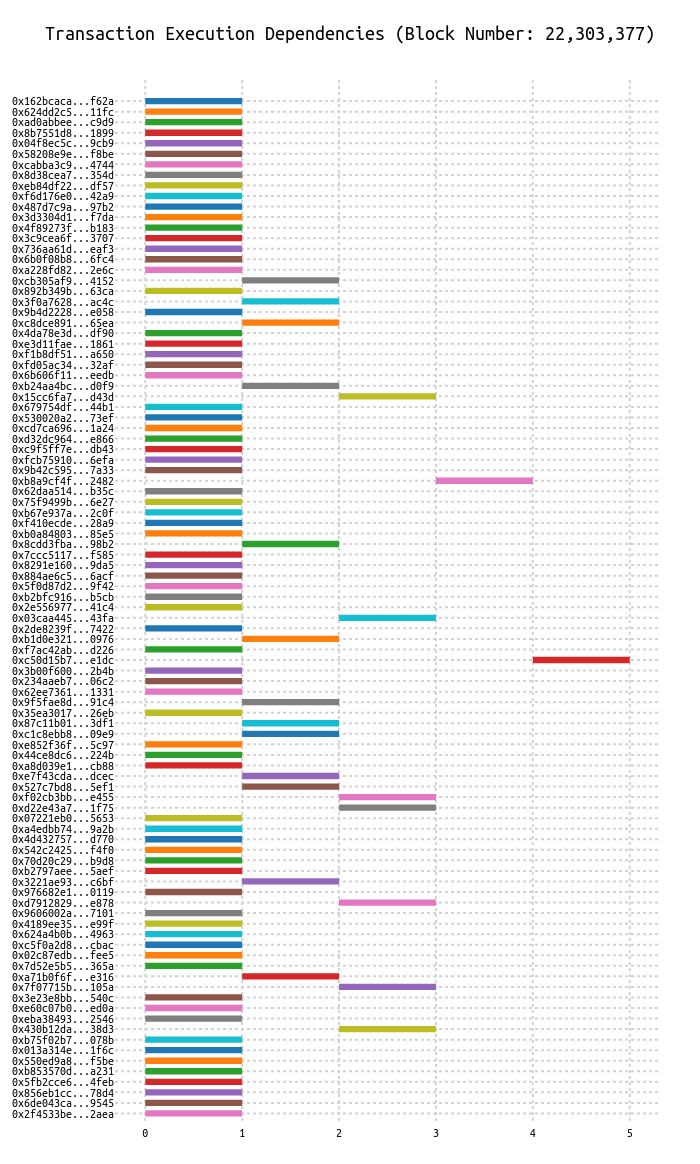 Transaction Execution Dependencies (Block Number: 22,303,377)
0x162bcaca...f62a
0x624dd2c5...11fc
0xad0abbee...c9d9
0x8b7551d8...1899
0x04f8ec5c...9cb9
0x58208e9e...f8be
0xcabba3c9...4744
0x8d38cea7...354d
0xeb84df22...df57
0xf6d176e0...42a9
0x487d7c9a...97b2
0x3d3304d1...f7da
0x4f89273f...b183
0x3c9cea6f...3707
0x736aa61d...eaf3
0x6b0f08b8...6fc4
0xa228fd82...2e6c
0xcb305af9...4152
0x892b349b...63ca
0x3f0a7628...ac4c
0x9b4d2228...e058
0xc8dce891...65ea
0x4da78e3d...df90
0xe3d11fae...1861
0xf1b8df51...a650
0xfd05ac34...32af
0x6b606f11...eedb
0xb24aa4bc...d0f9
0x15cc6fa7...d43d
0x679754df...44b1
0x530020a2...73ef
0xcd7ca696...1a24
0xd32dc964...e866
0xc9f5ff7e...db43
0xfcb75910...6efa
0x9b42c595...7a33
0xb8a9cf4f...2482
0x62daa514...b35c
0x75f9499b...6e27
0xb67e937a...2c0f
0xf410ecde...28a9
0xb0a84803...85e5
0x8cdd3fba...98b2
0x7ccc5117...f585
0x8291e160...9da5
0x884ae6c5...6acf
0x5f0d87d2...9f42
0xb2bfc916...b5cb
0x2e556977...41c4
0x03caa445...43fa
0x2de8239f...7422
0xb1d0e321...0976
0xf7ac42ab...d226
0xc50d15b7...e1dc
0x3b00f600...2b4b
0x234aaeb7...06c2
0x62ee7361...1331
0x9f5fae8d...91c4
0x35ea3017...26eb
0x87c11b01...3df1
0xc1c8ebb8...09e9
0xe852f36f...5c97
0x44ce8dc6...224b
0xa8d039e1...cb88
0xe7f43cda...dcec
0x527c7bd8...5ef1
0xf02cb3bb...e455
0xd22e43a7...1f75
0x07221eb0...5653
0xa4edbb74...9a2b
0x4d432757...d770
0x542c2425...f4f0
0x70d20c29...b9d8
0xb2797aee...5aef
0x3221ae93...c6bf
0x976682e1...0119
0xd7912829...e878
0x9606002a...7101
0x4189ee35...e99f
0x624a4b0b...4963
0xc5f0a2d8...cbac
0x02c87edb...fee5
0x7d52e5b5...365a
0xa71b0f6f...e316
0x7f07715b...105a
0x3e23e8bb...540c
0xe60c07b0...ed0a
0xeba38493...2546
0x430b12da...38d3
0xb75f02b7...078b
0x013a314e...1f6c
0x550ed9a8...f5be
0xb853570d...a231
0x5fb2cce6...4feb
0x856eb1cc...78d4
0x6de043ca...9545
0x2f4533be...2aea
0 1 2 3 4 5